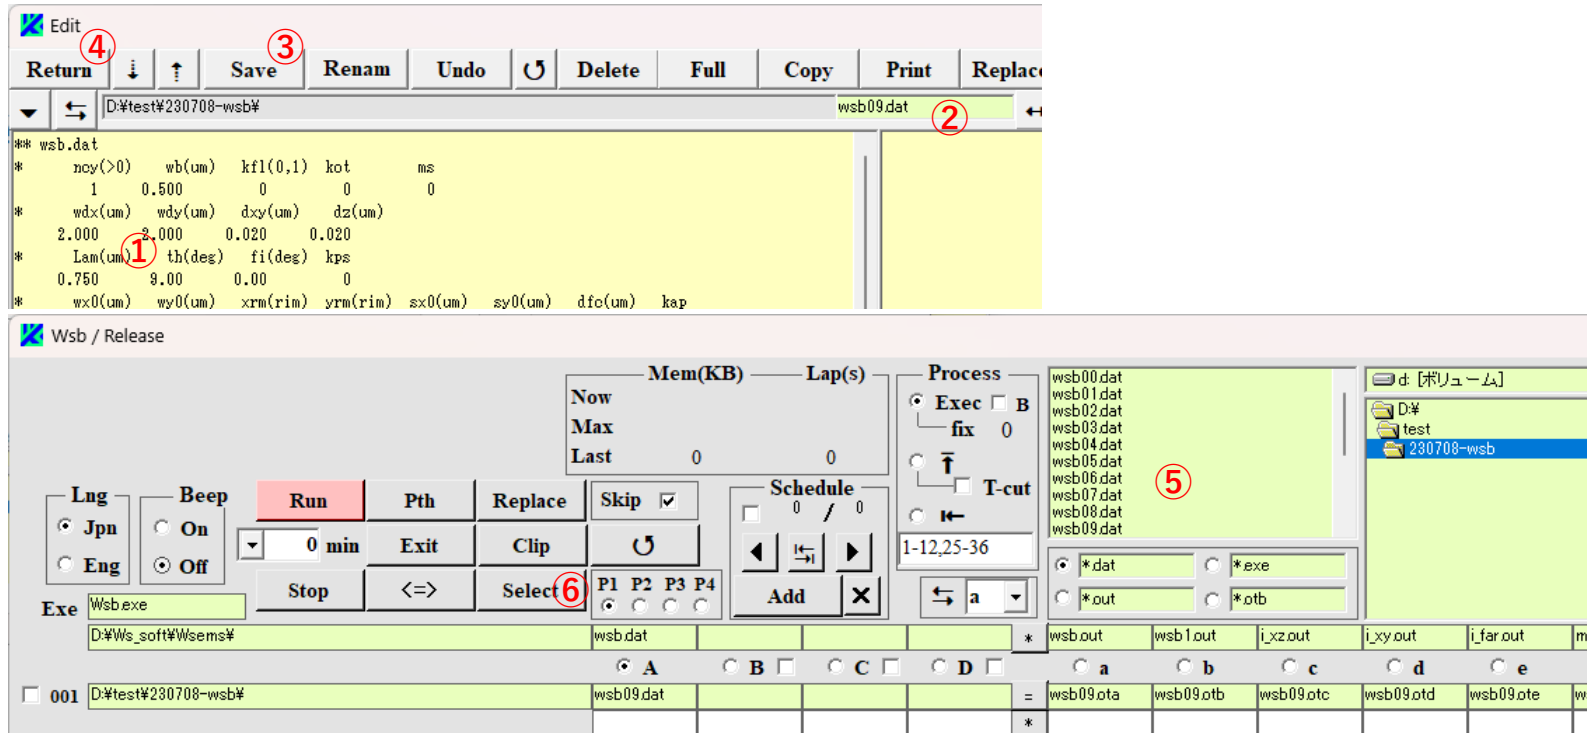 Edit
④ ③
Return Save Renam Undo Delete Full Copy Print Replac
D:¥test¥230708-wsb¥ wsb09.dat ②
** wsb.dat
* ncy(>0) wb(um) kfl(0,1) kot ms
1 0.500 0 0 0
* wdx(um) wdy(um) dxy(um) dz(um)
2.000 2.000 0.020 0.020
①
* Lam(um) th(deg) fi(deg) kps
0.750 9.00 0.00 0
* wx0(um) wy0(um) xrm(rim) yrm(rim) sx0(um) sy0(um) dfc(um) kap
Wsb / Release
Mem(KB) Lap(s)
Now
Max
Last 0 0
Process
Exec B
fix 0
T-cut
1-12,25-36
a
wsb00.dat
wsb01.dat
wsb02.dat
wsb03.dat
wsb04.dat
wsb05.dat
wsb06.dat
wsb07.dat
wsb08.dat
wsb09.dat
⑤
d: [ボリューム]
D:¥
test
230708-wsb
Lng
Jpn
Eng
Beep
On
Off
Run Pth Replace
0 min Exit Clip
Stop <=> Select ⑥
Skip
P1 P2 P3 P4
Schedule
0 / 0
Add
*.dat *.exe
*.out *.otb
Exe Wsb.exe
D:¥Ws_soft¥Wsems¥ wsb.dat * wsb.out wsb1.out i_xz.out i_xy.out i_far.out m
A B C D a b c d e
001 D:¥test¥230708-wsb¥ wsb09.dat = wsb09.ota wsb09.otb wsb09.otc wsb09.otd wsb09.ote w
*